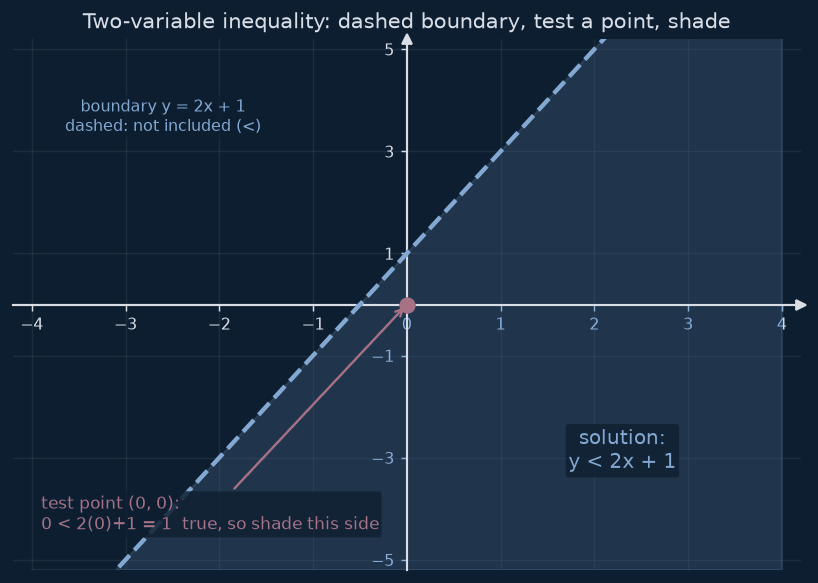 Two-variable inequality: dashed boundary, test a point, shade
5
boundary y = 2x + 1
dashed: not included (<)
3
1
−4 −3 −2 −1 0 1 2 3 4
−1
solution:
y < 2x + 1
−3
test point (0, 0):
0 < 2(0)+1 = 1  true, so shade this side
−5